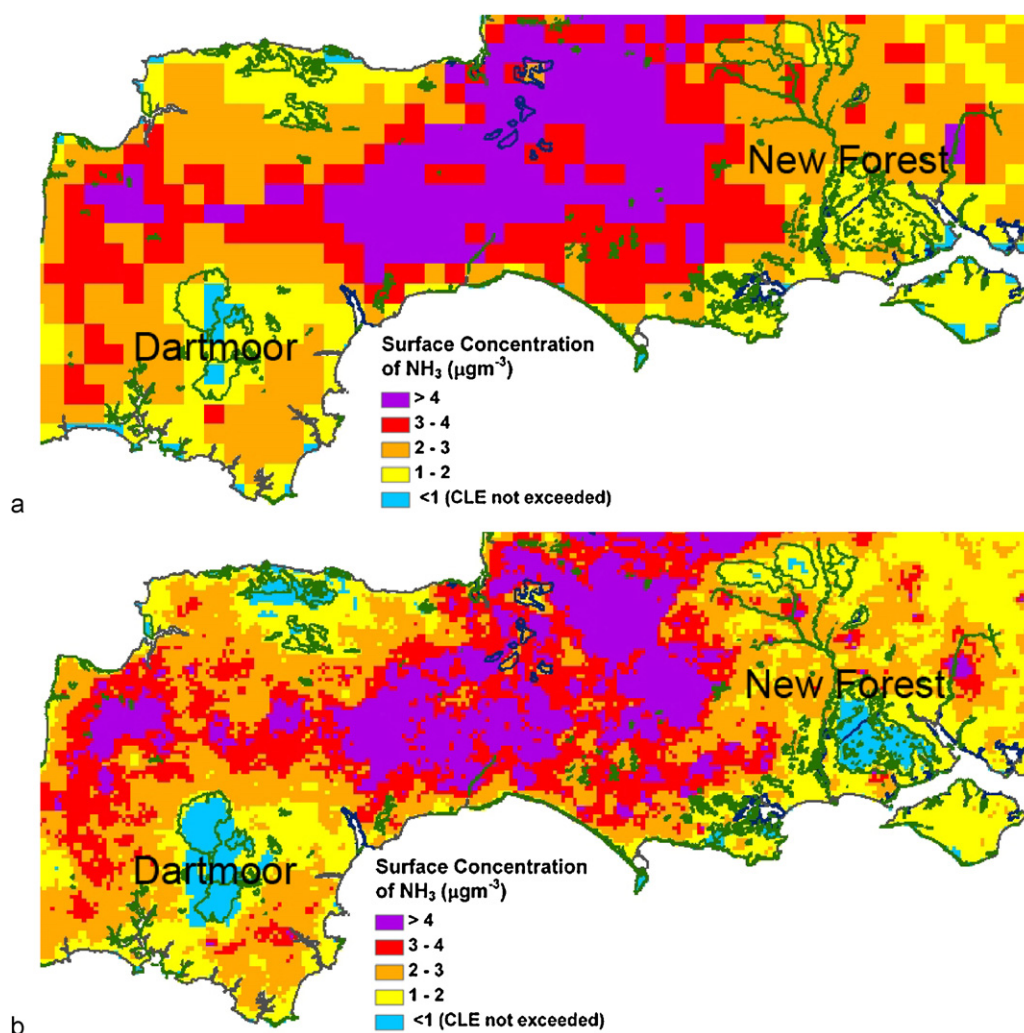 New Forest
Dartmoor
Surface Concentration
of NH₃ (µgm⁻³)
> 4
3 - 4
2 - 3
1 - 2
<1 (CLE not exceeded)
a
New Forest
Dartmoor
Surface Concentration
of NH₃ (µgm⁻³)
> 4
3 - 4
2 - 3
1 - 2
<1 (CLE not exceeded)
b